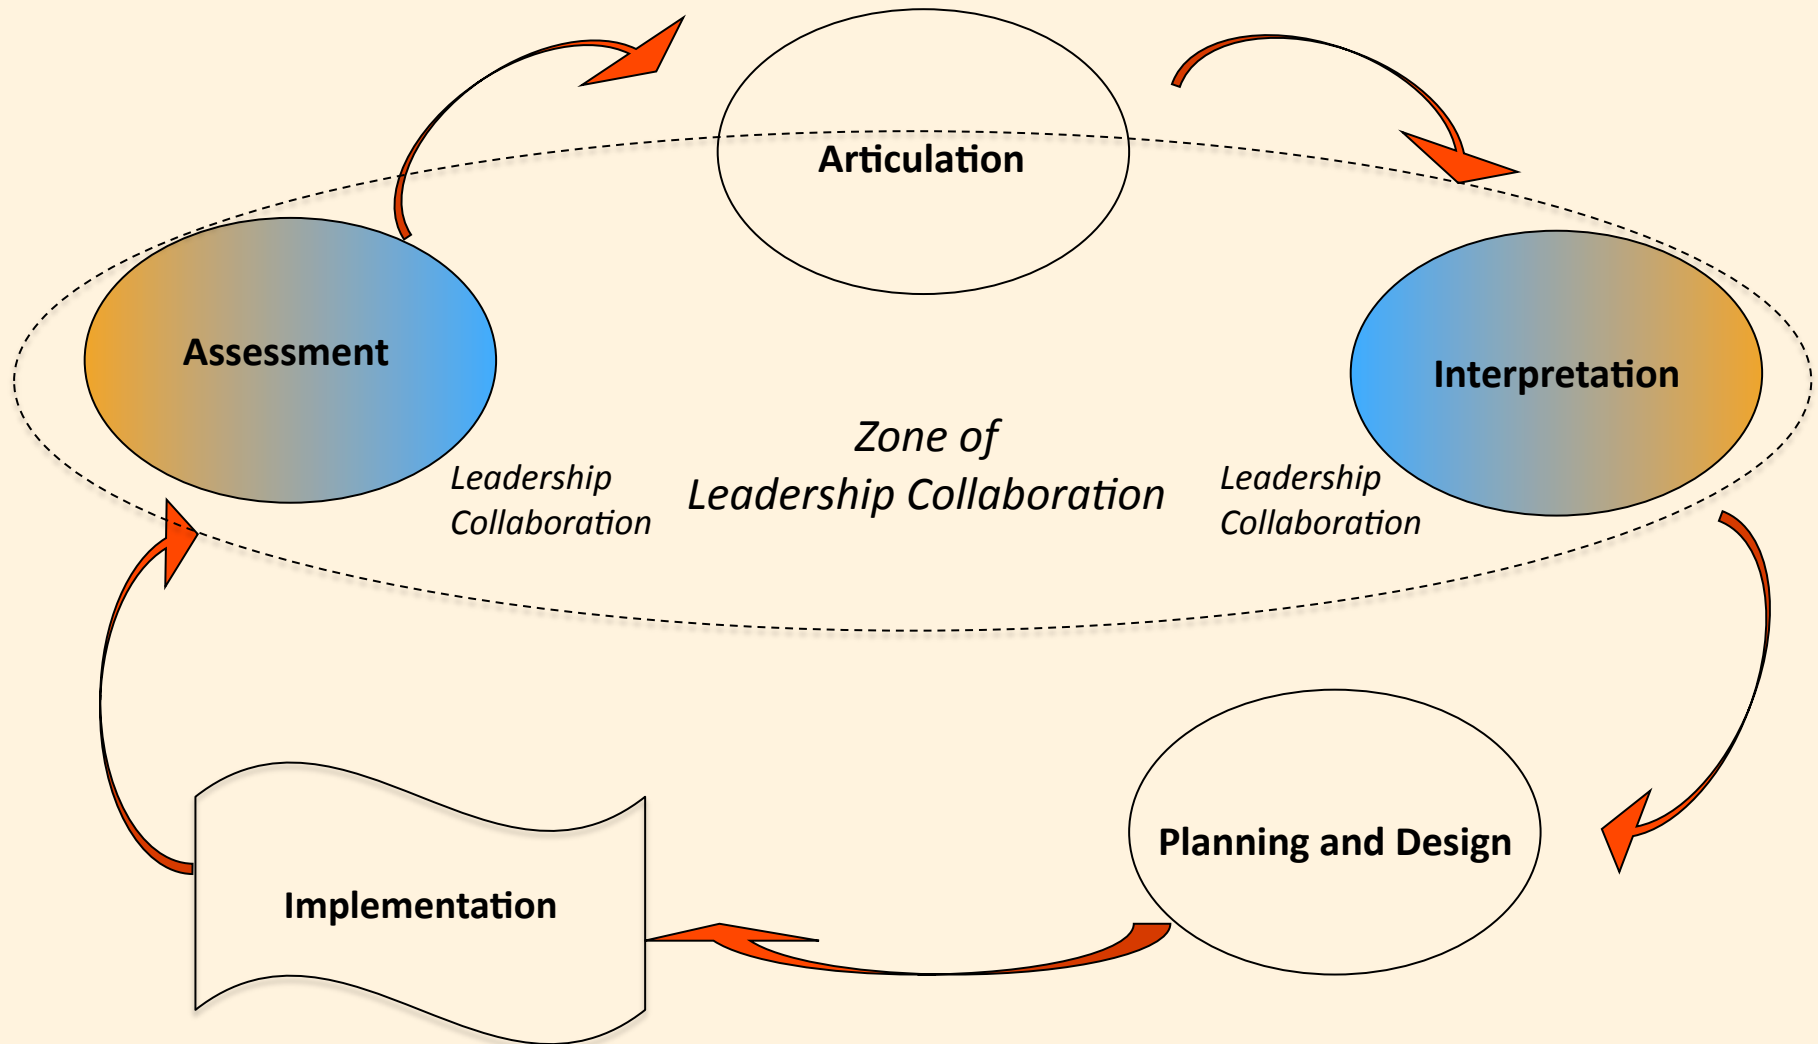 Articulation
Assessment
Interpretation
Zone of
Leadership Collaboration
Leadership
Collaboration
Leadership
Collaboration
Planning and Design
Implementation